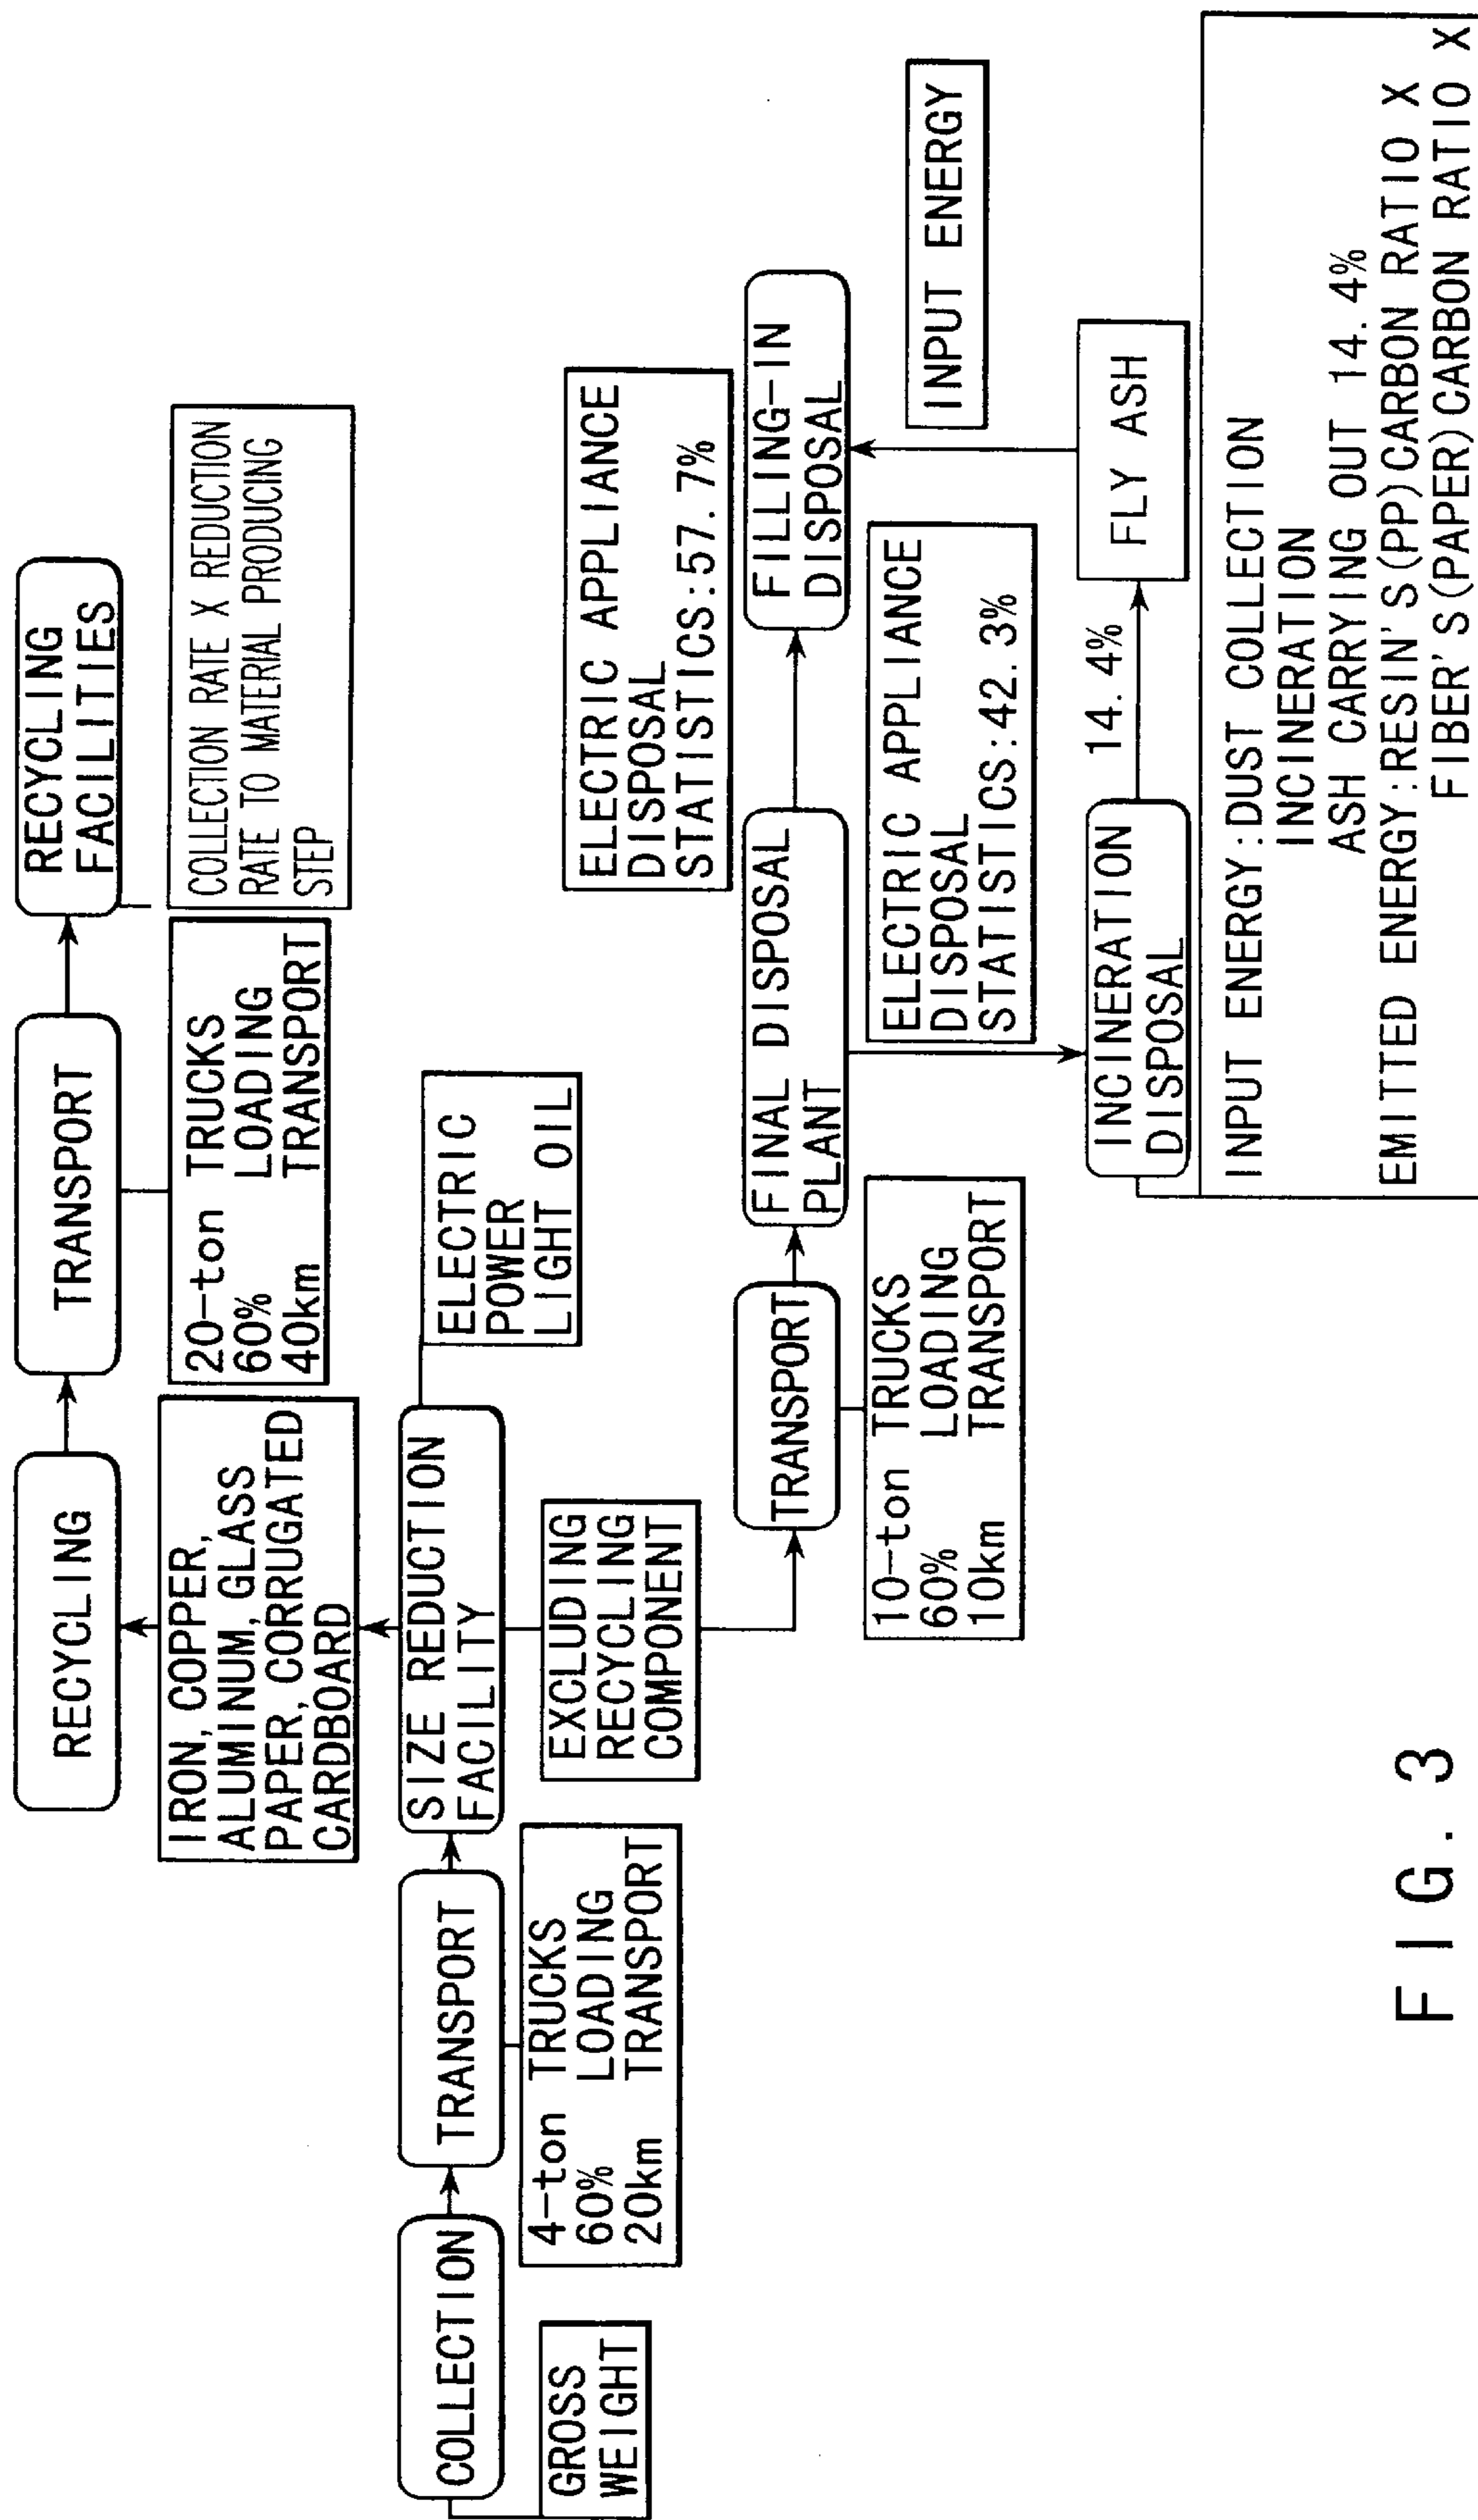 RECYCLING
TRANSPORT
RECYCLING
FACILITIES
IRON, COPPER,
ALUMINUM, GLASS
PAPER, CORRUGATED
CARDBOARD
20-ton TRUCKS
60% LOADING
40km TRANSPORT
COLLECTION RATE X REDUCTION
RATE TO MATERIAL PRODUCING
STEP
COLLECTION
TRANSPORT
SIZE REDUCTION
FACILITY
ELECTRIC
POWER
LIGHT OIL
GROSS
WEIGHT
4-ton TRUCKS
60% LOADING
20km TRANSPORT
EXCLUDING
RECYCLING
COMPONENT
ELECTRIC APPLIANCE
DISPOSAL
STATISTICS:57.7%
TRANSPORT
FINAL DISPOSAL
PLANT
FILLING-IN
DISPOSAL
10-ton TRUCKS
60% LOADING
10km TRANSPORT
ELECTRIC APPLIANCE
DISPOSAL
STATISTICS:42.3%
INPUT ENERGY
INCINERATION
DISPOSAL
14.4%
FLY ASH
INPUT ENERGY:DUST COLLECTION
INCINERATION
ASH CARRYING OUT 14.4%
EMITTED ENERGY:RESIN'S(PP)CARBON RATIO X
FIBER'S(PAPER)CARBON RATIO X
FIG. 3